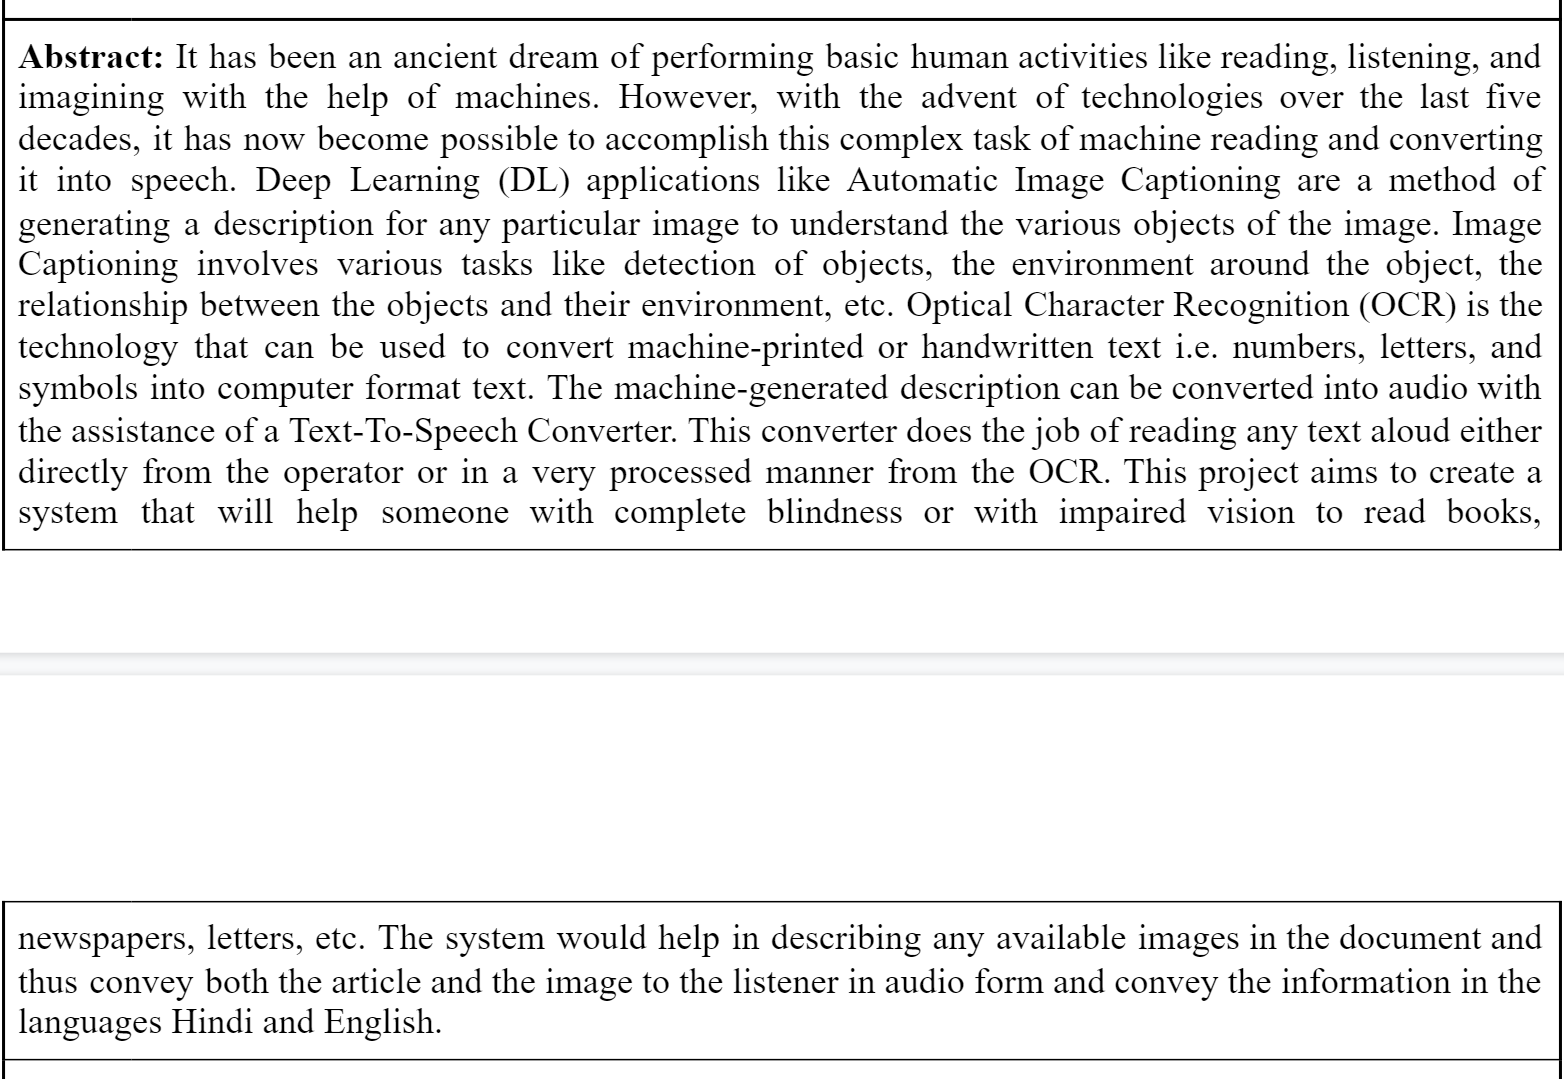 Abstract: It has been an ancient dream of performing basic human activities like reading, listening, and
imagining with the help of machines. However, with the advent of technologies over the last five
decades, it has now become possible to accomplish this complex task of machine reading and converting
it into speech. Deep Learning (DL) applications like Automatic Image Captioning are a method of
generating a description for any particular image to understand the various objects of the image. Image
Captioning involves various tasks like detection of objects, the environment around the object, the
relationship between the objects and their environment, etc. Optical Character Recognition (OCR) is the
technology that can be used to convert machine-printed or handwritten text i.e. numbers, letters, and
symbols into computer format text. The machine-generated description can be converted into audio with
the assistance of a Text-To-Speech Converter. This converter does the job of reading any text aloud either
directly from the operator or in a very processed manner from the OCR. This project aims to create a
system that will help someone with complete blindness or with impaired vision to read books,
newspapers, letters, etc. The system would help in describing any available images in the document and
thus convey both the article and the image to the listener in audio form and convey the information in the
languages Hindi and English.